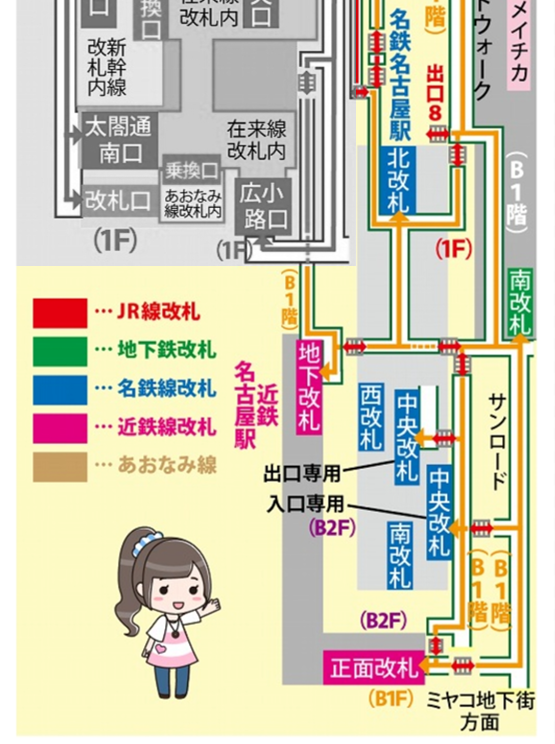 口
換
口
在来線
改札内
口
改新
札幹
内線
太閤通
南口
在来線
改札内
乗換口
改札口
あおなみ
線改札内
広小
路口
(1F)
(1F)
名鉄名古屋駅
出口8
階)
ドウォーク
メイチカ
北改札
(B1階)
(1F)
南改札
(B1階)
…JR線改札
…地下鉄改札
…名鉄線改札
…近鉄線改札
…あおなみ線
近鉄
名古屋駅
地下改札
西改札
中央改札
サンロード
出口専用
入口専用
(B2F)
中央改札
南改札
(B1階)
(B1階)
(B2F)
正面改札
(B1F)
ミヤコ地下街
方面